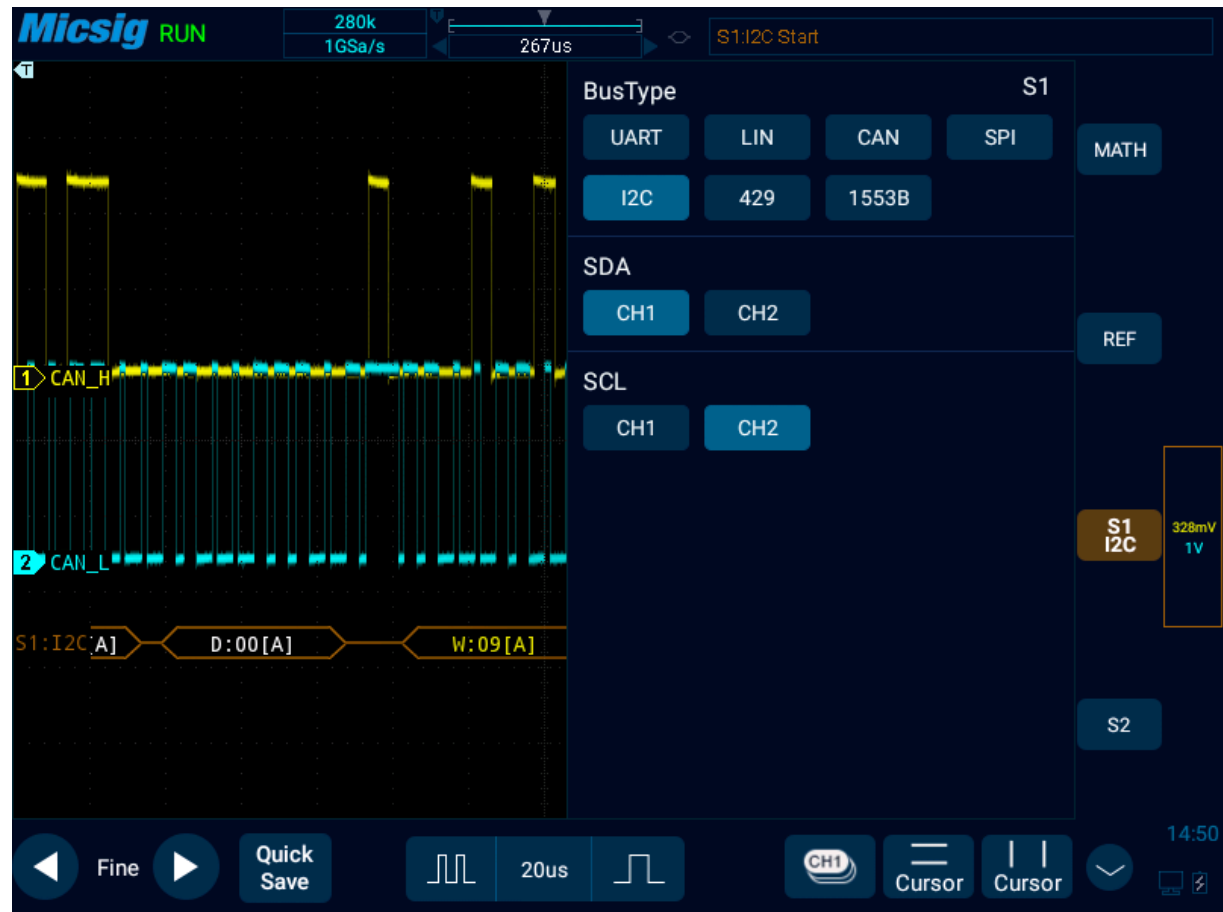 Micsig RUN 280k T S1:I2C Start
1GSa/s 267us
T
BusType S1
UART LIN CAN SPI
MATH
I2C 429 1553B
SDA
CH1 CH2
REF
1 CAN_H
SCL
CH1 CH2
S1
I2C
328mV
1V
2 CAN_L
S1:I2C A] D:00[A] W:09[A]
S2
14:50
Fine Quick Save 20us CH1 Cursor Cursor